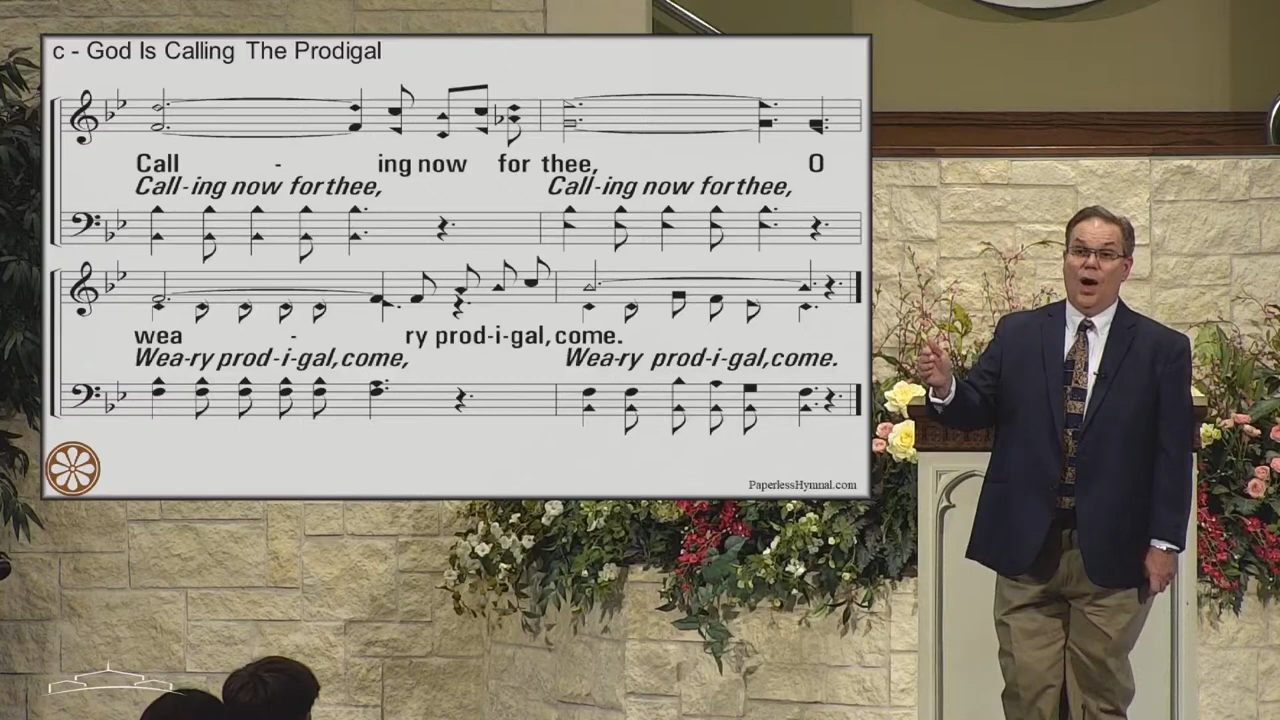 c - God Is Calling The Prodigal
Call - ing now for thee, O
Call-ing now for thee, Call-ing now for thee,
wea - ry prod-i-gal, come.
Wea-ry prod-i-gal, come, Wea-ry prod-i-gal, come.
PaperlessHymnal.com